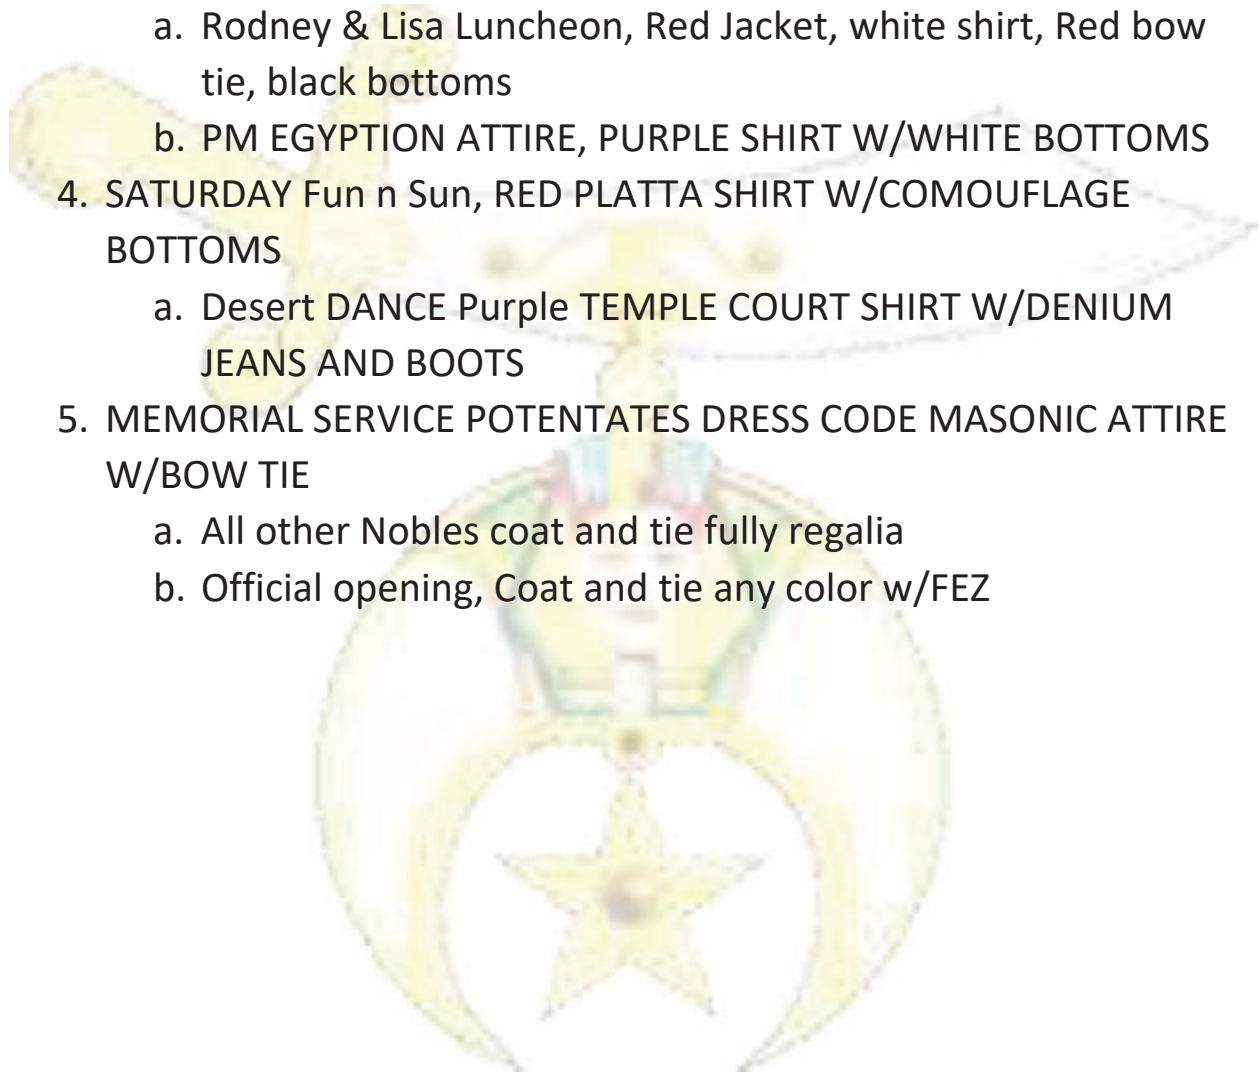 a. Rodney & Lisa Luncheon, Red Jacket, white shirt, Red bow
tie, black bottoms
b. PM EGYPTION ATTIRE, PURPLE SHIRT W/WHITE BOTTOMS
4. SATURDAY Fun n Sun, RED PLATTA SHIRT W/COMOUFLAGE
BOTTOMS
a. Desert DANCE Purple TEMPLE COURT SHIRT W/DENIUM
JEANS AND BOOTS
5. MEMORIAL SERVICE POTENTATES DRESS CODE MASONIC ATTIRE
W/BOW TIE
a. All other Nobles coat and tie fully regalia
b. Official opening, Coat and tie any color w/FEZ